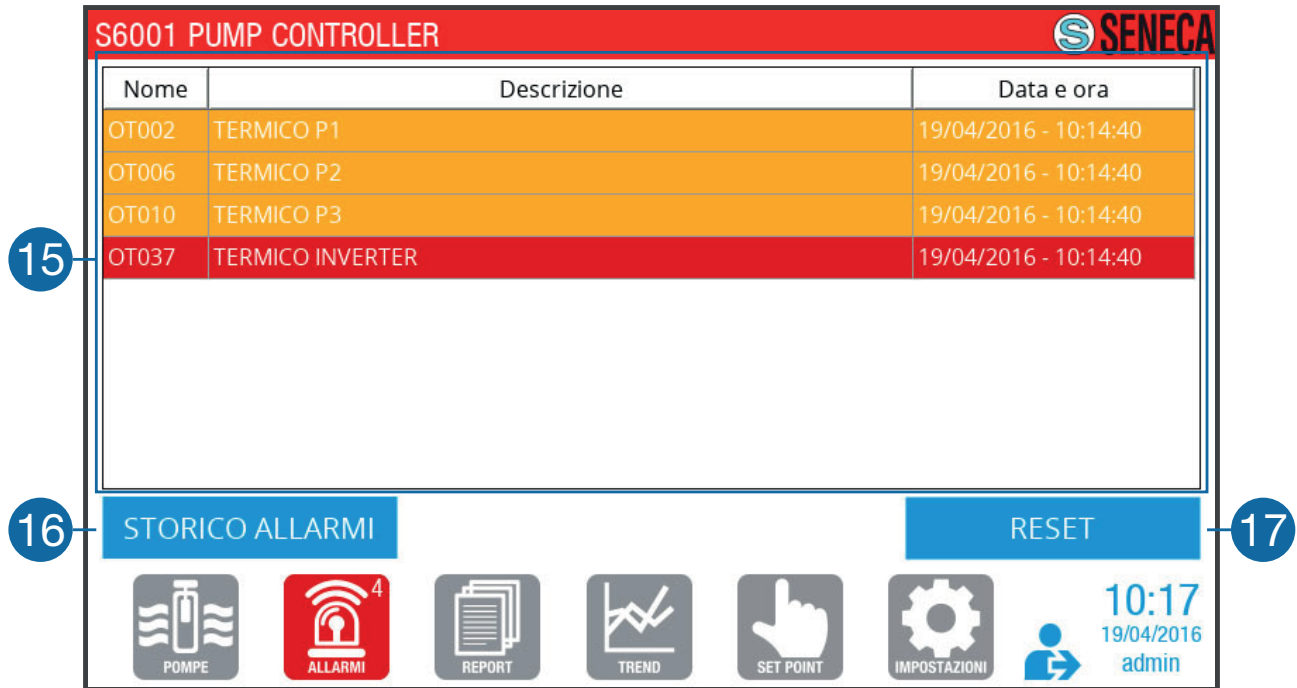 S6001 PUMP CONTROLLER
S SENECA
Nome Descrizione Data e ora
OT002 TERMICO P1 19/04/2016 - 10:14:40
OT006 TERMICO P2 19/04/2016 - 10:14:40
OT010 TERMICO P3 19/04/2016 - 10:14:40
15
OT037 TERMICO INVERTER 19/04/2016 - 10:14:40
16 STORICO ALLARMI RESET 17
4
POMPE ALLARMI REPORT TREND SET POINT IMPOSTAZIONI
10:17
19/04/2016
admin